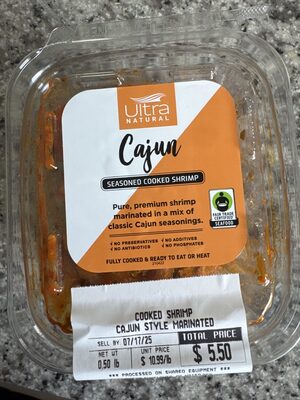 Ultra
NATURAL
Cajun
SEASONED COOKED SHRIMP
Pure, premium shrimp
marinated in a mix of
classic Cajun seasonings.
✓NO PRESERVATIVES ✓NO ADDITIVES
✓NO ANTIBIOTICS ✓NO PHOSPHATES
FAIR TRADE
CERTIFIED
SEAFOOD
FULLY COOKED & READY TO EAT OR HEAT
COOKED SHRIMP
CAJUN STYLE MARINATED
SELL BY 07/17/25
TOTAL PRICE
NET WT UNIT PRICE
0.50 lb $ 10.99/lb $ 5.50
*** PROCESSED ON SHARED EQUIPMENT ***